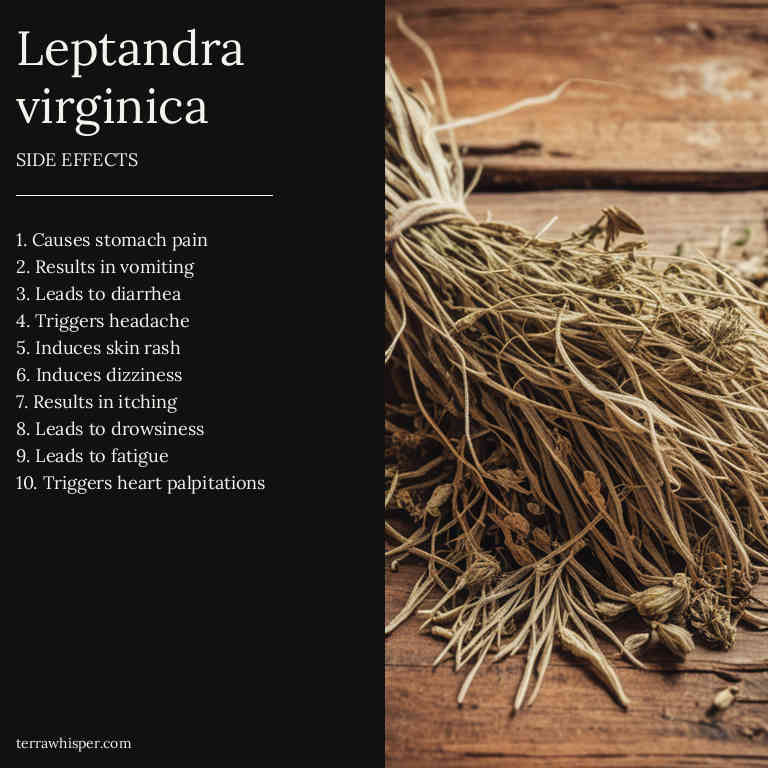 Leptandra
virginica
SIDE EFFECTS
1. Causes stomach pain
2. Results in vomiting
3. Leads to diarrhea
4. Triggers headache
5. Induces skin rash
6. Induces dizziness
7. Results in itching
8. Leads to drowsiness
9. Leads to fatigue
10. Triggers heart palpitations
terrawhisper.com